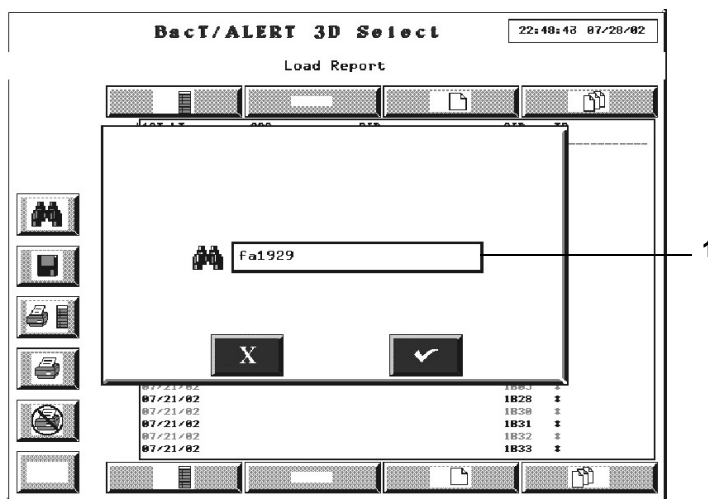 BacT/ALERT 3D Select
22:48:43 07/28/02
Load Report
fa1929
1
X
07/21/02 1B03 ‡
07/21/02 1B28 ‡
07/21/02 1B30 ‡
07/21/02 1B31 ‡
07/21/02 1B32 ‡
07/21/02 1B33 ‡